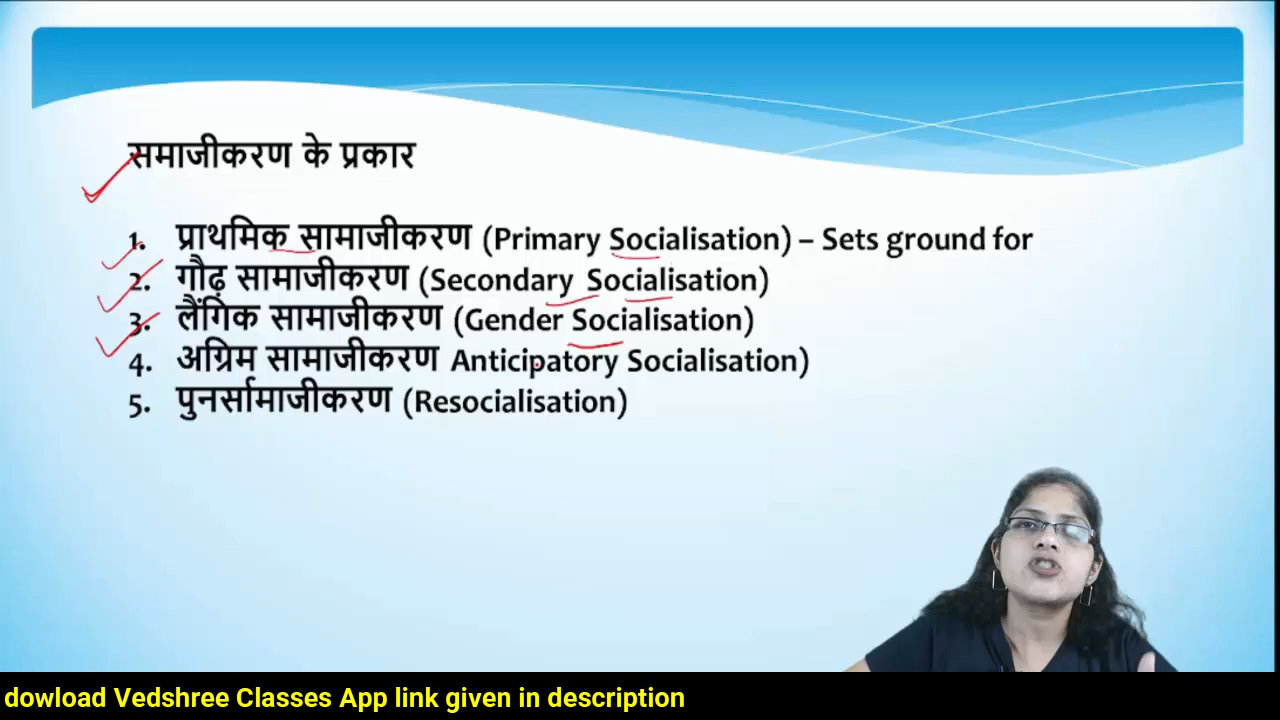 समाजीकरण के प्रकार
1. प्राथमिक सामाजीकरण (Primary Socialisation) – Sets ground for
2. गौढ़ सामाजीकरण (Secondary Socialisation)
3. लैंगिक सामाजीकरण (Gender Socialisation)
4. अग्रिम सामाजीकरण Anticipatory Socialisation)
5. पुनर्सामाजीकरण (Resocialisation)
dowload Vedshree Classes App link given in description